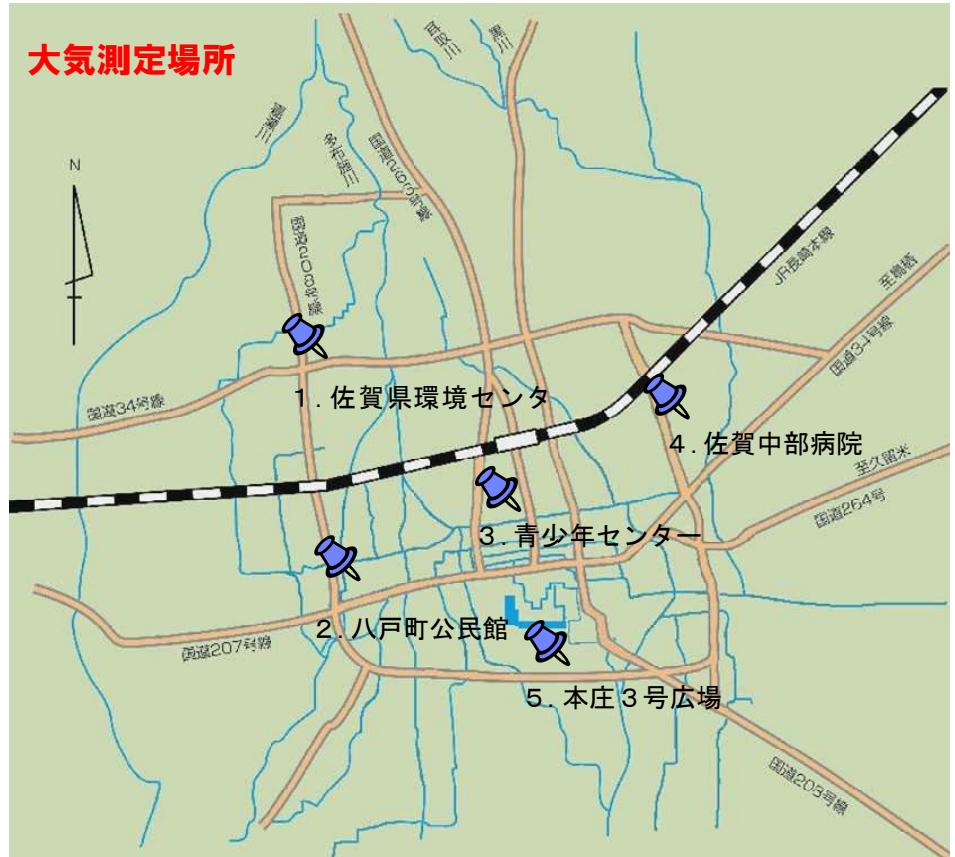 大気測定場所
耳取川
黒川
嘉瀬川
多布施川
国道263号線
N
JR長崎本線
至鳥栖
国道34号線
国道34号線
1.佐賀県環境センタ
4.佐賀中部病院
至久留米
国道264号
3.青少年センター
2.八戸町公民館
国道207号線
5.本庄3号広場
国道208号線